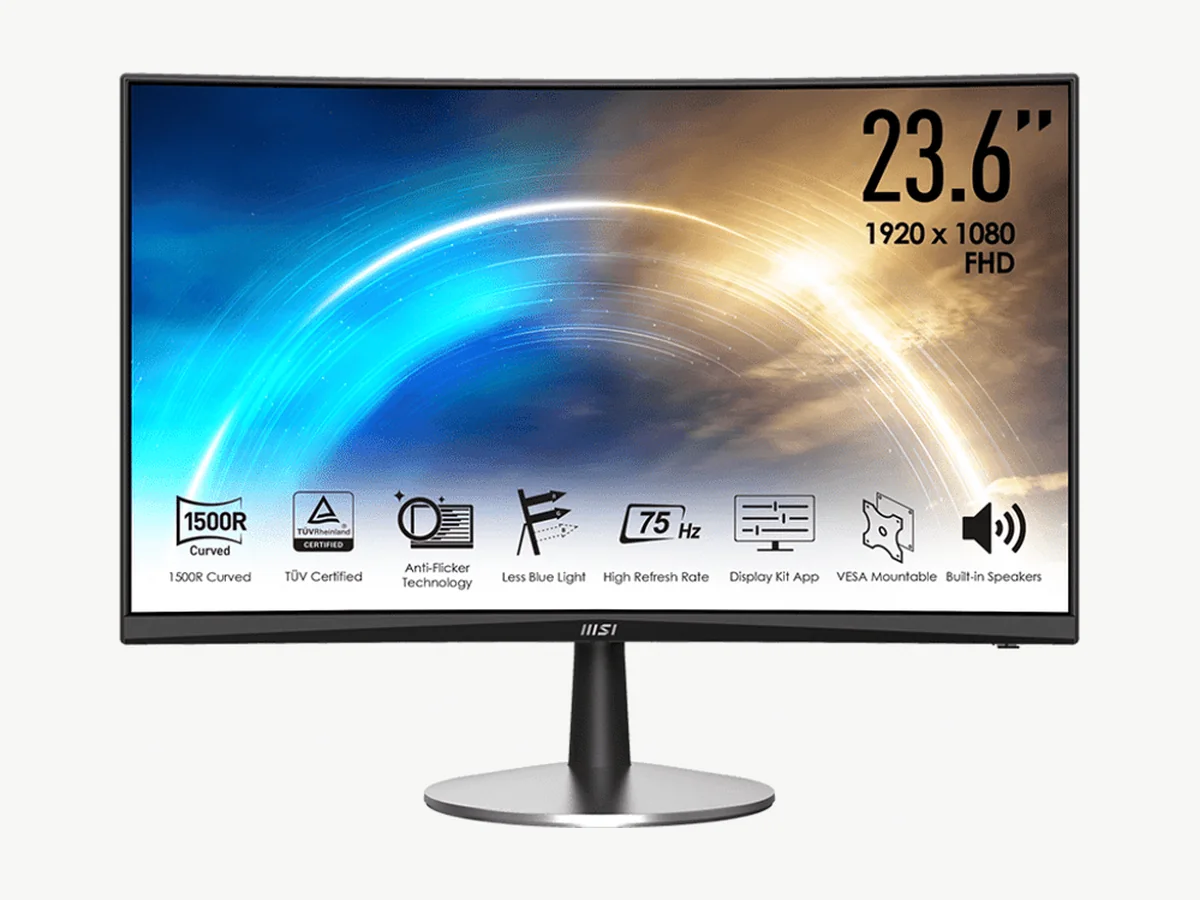 23.6"
1920 x 1080
FHD
1500R
Curved
1500R Curved
TÜVRheinland®
CERTIFIED
TÜV Certified
Anti-Flicker
Technology
Less Blue Light
75 Hz
High Refresh Rate
Display Kit App
VESA Mountable
Built-in Speakers
msi